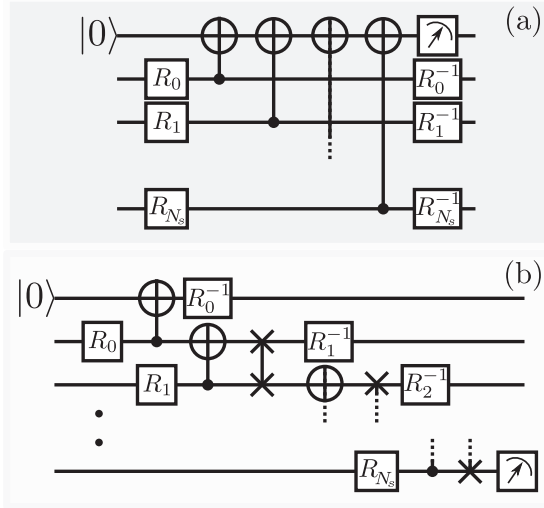 (a)
|0⟩
R_0 R_0^{-1}
R_1 R_1^{-1}
R_{N_s} R_{N_s}^{-1}
(b)
|0⟩ R_0^{-1}
R_0 R_1^{-1}
R_1 R_2^{-1}
R_{N_s}